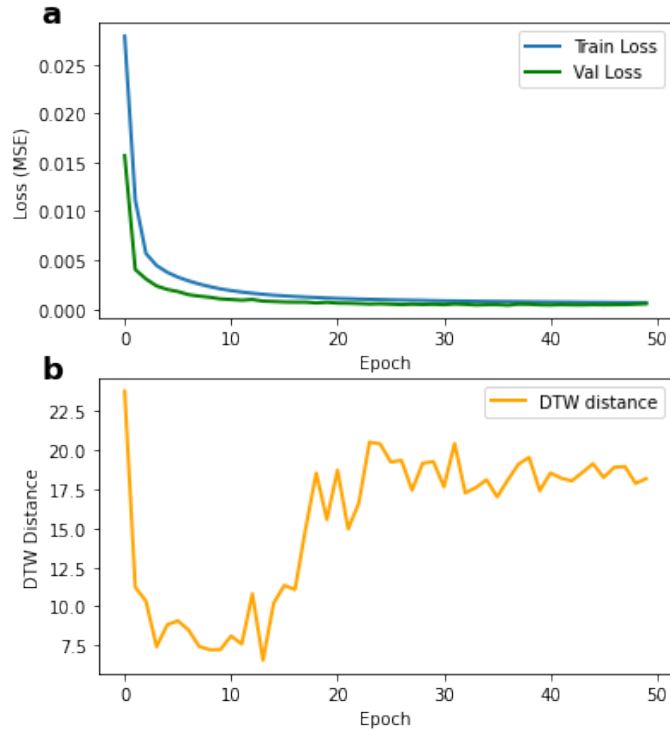 a
Train Loss
Val Loss
0.025
0.020
0.015
0.010
0.005
0.000
Loss (MSE)
0 10 20 30 40 50
Epoch
b
DTW distance
22.5
20.0
17.5
15.0
12.5
10.0
7.5
DTW Distance
0 10 20 30 40 50
Epoch